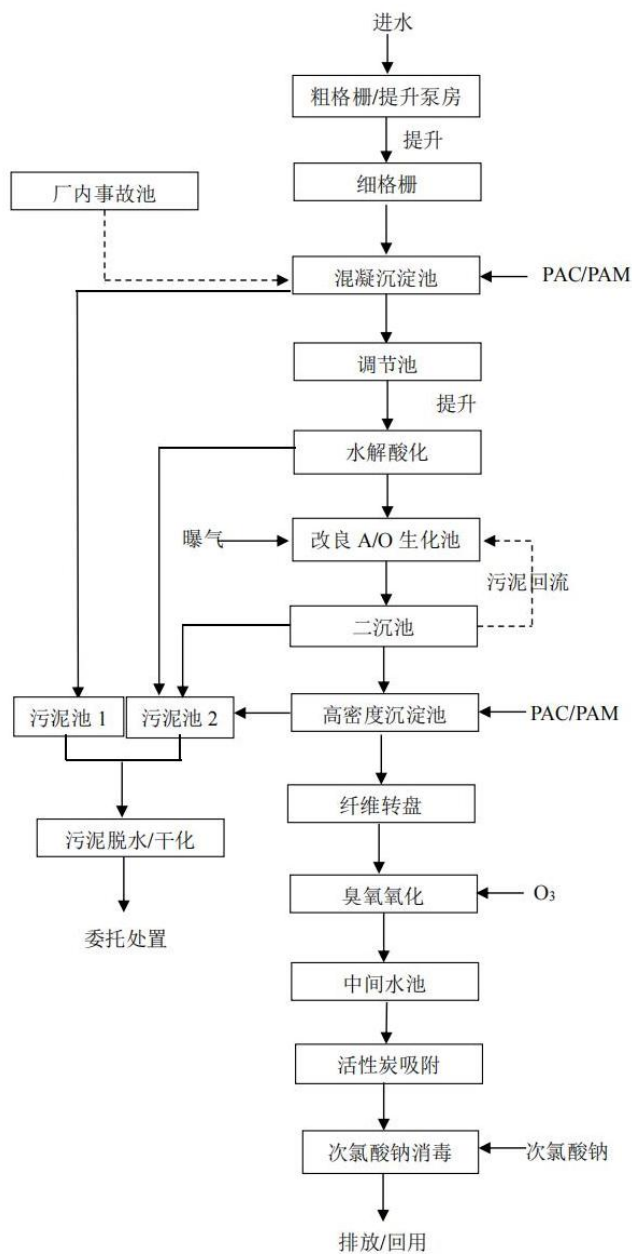 进水
粗格栅/提升泵房
提升
细格栅
厂内事故池
混凝沉淀池
PAC/PAM
调节池
提升
水解酸化
曝气
改良 A/O 生化池
污泥回流
二沉池
污泥池 1
污泥池 2
高密度沉淀池
PAC/PAM
纤维转盘
污泥脱水/干化
臭氧氧化
O₃
委托处置
中间水池
活性炭吸附
次氯酸钠消毒
次氯酸钠
排放/回用